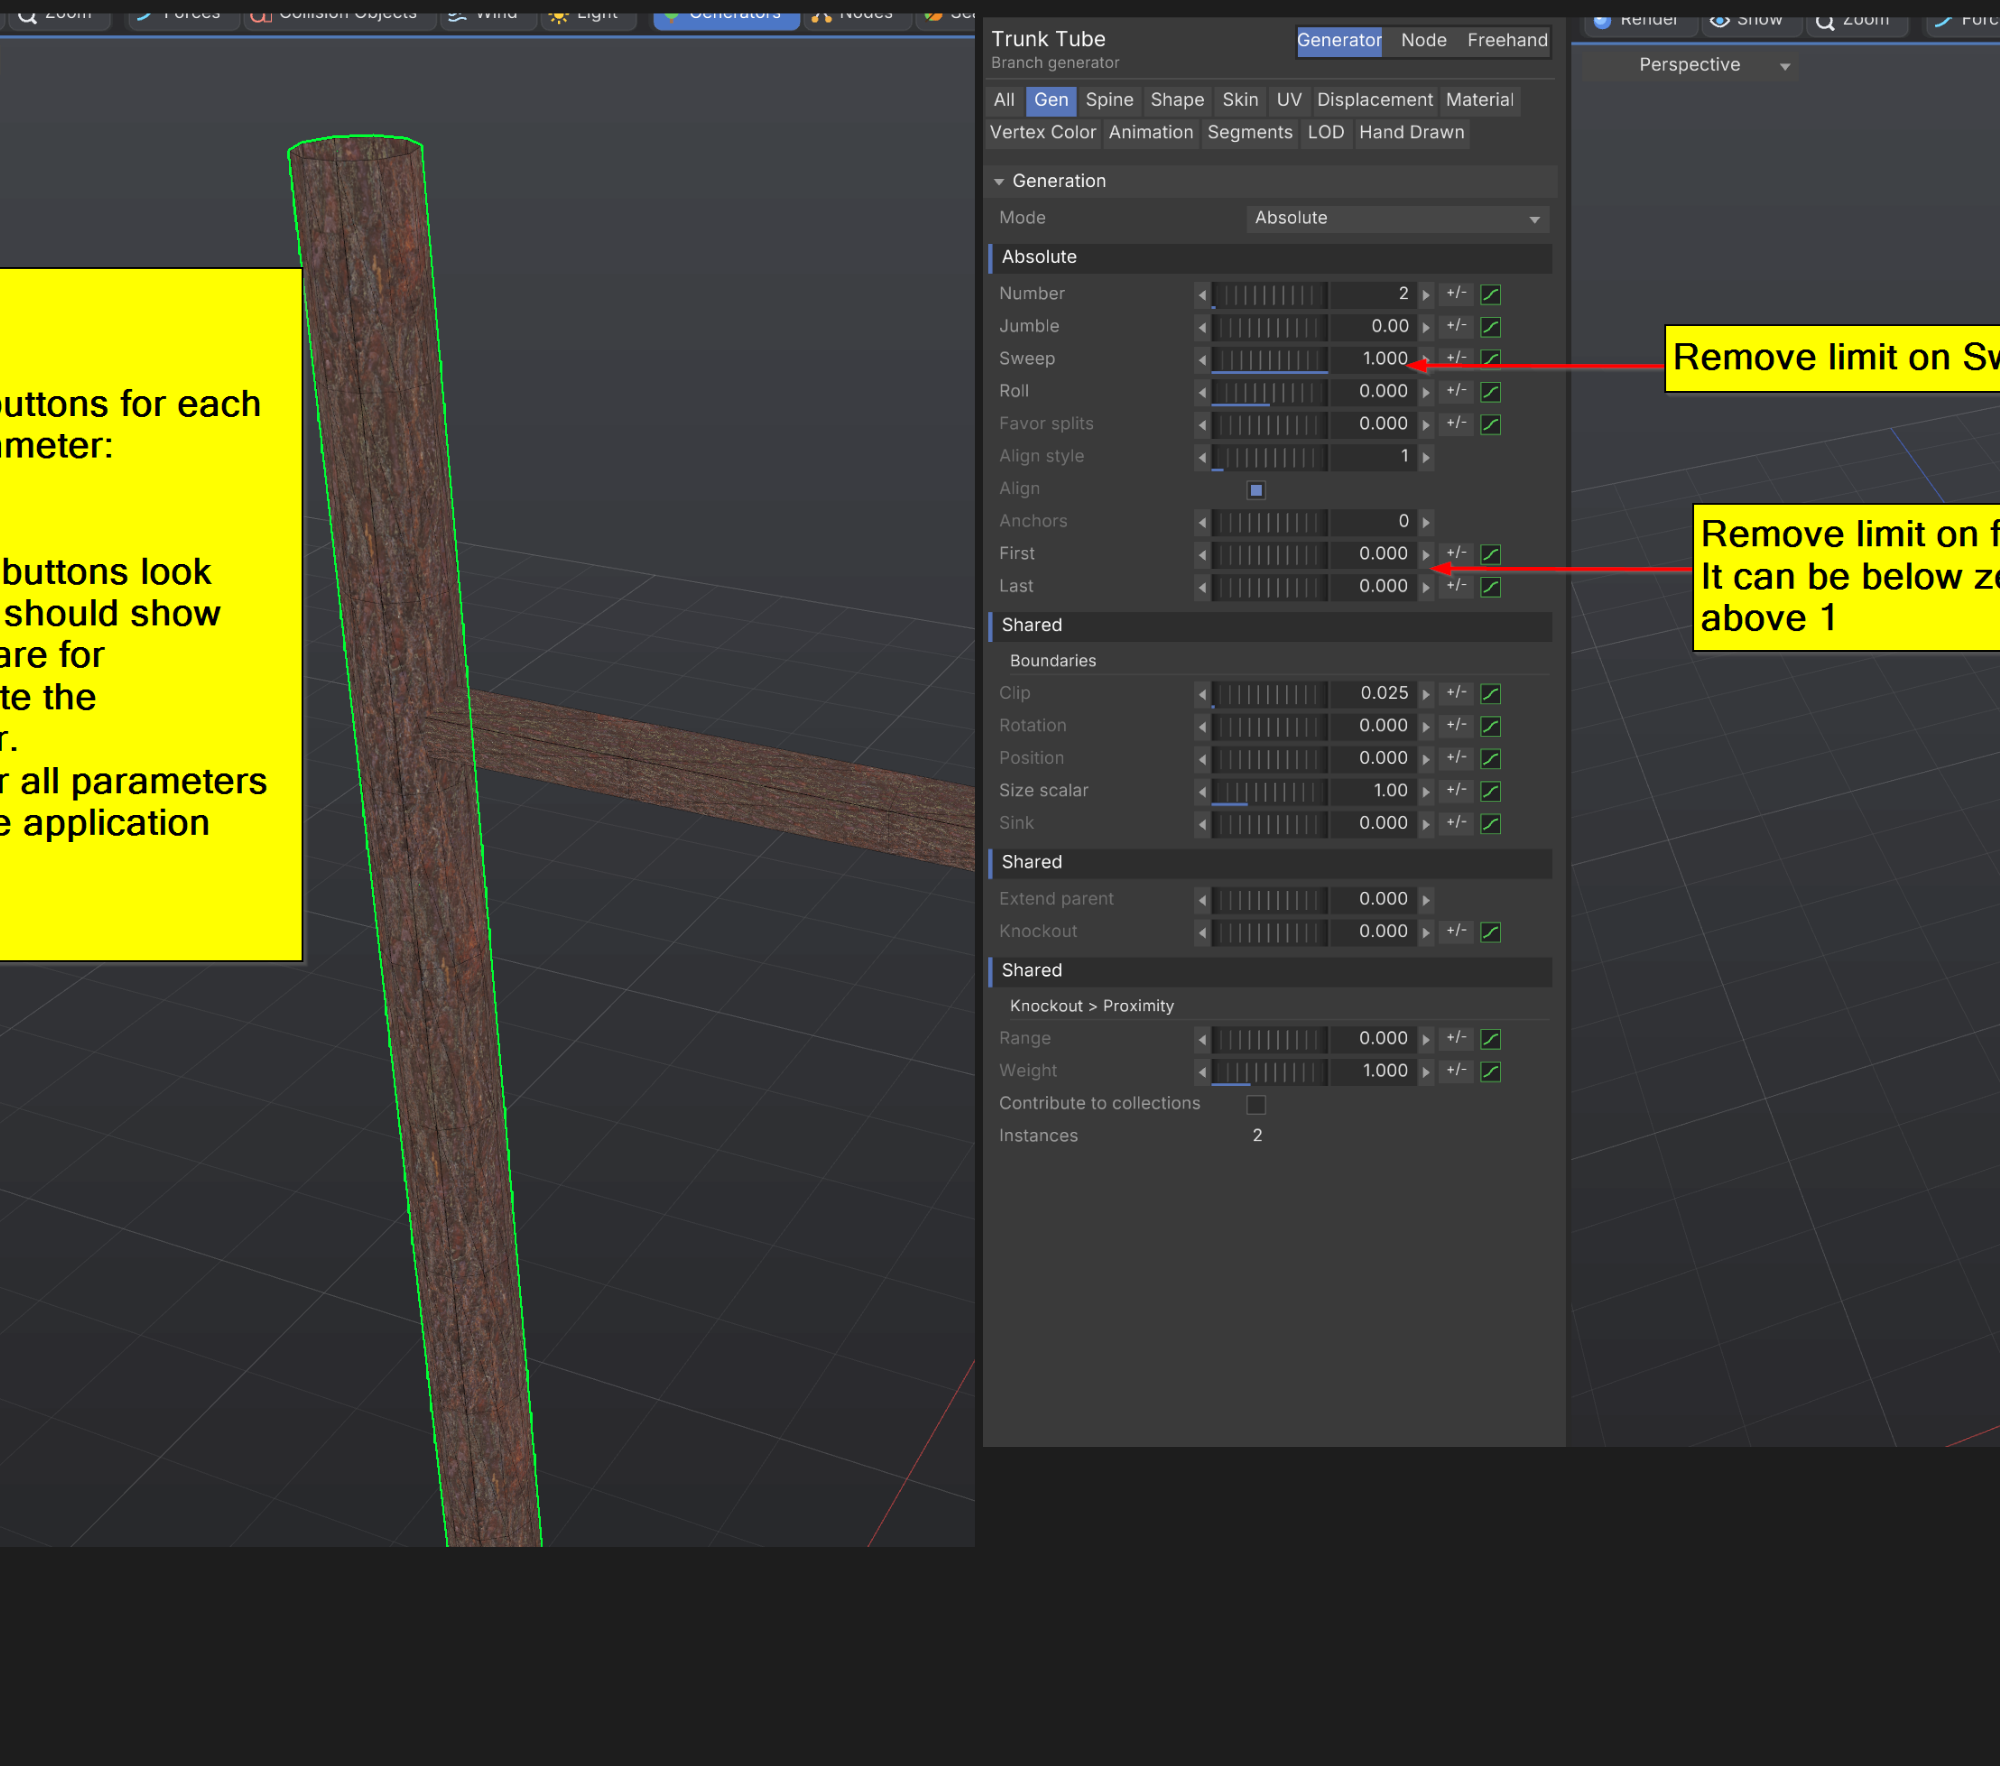 Zoom Forces Collision Objects Wind Light Generators Nodes
uttons for each
meter:
buttons look
should show
are for
te the
r.
r all parameters
e application
Trunk Tube
Branch generator
Generator Node Freehand
All Gen Spine Shape Skin UV Displacement Material
Vertex Color Animation Segments LOD Hand Drawn
Generation
Mode Absolute
Absolute
Number 2 +/-
Jumble 0.00 +/-
Sweep 1.000 +/-
Roll 0.000 +/-
Favor splits 0.000 +/-
Align style 1
Align
Anchors 0
First 0.000 +/-
Last 0.000 +/-
Shared
Boundaries
Clip 0.025 +/-
Rotation 0.000 +/-
Position 0.000 +/-
Size scalar 1.00 +/-
Sink 0.000 +/-
Shared
Extend parent 0.000
Knockout 0.000 +/-
Shared
Knockout > Proximity
Range 0.000 +/-
Weight 1.000 +/-
Contribute to collections
Instances 2
Render Show Zoom Forc
Perspective
Remove limit on Sw
Remove limit on f
It can be below ze
above 1